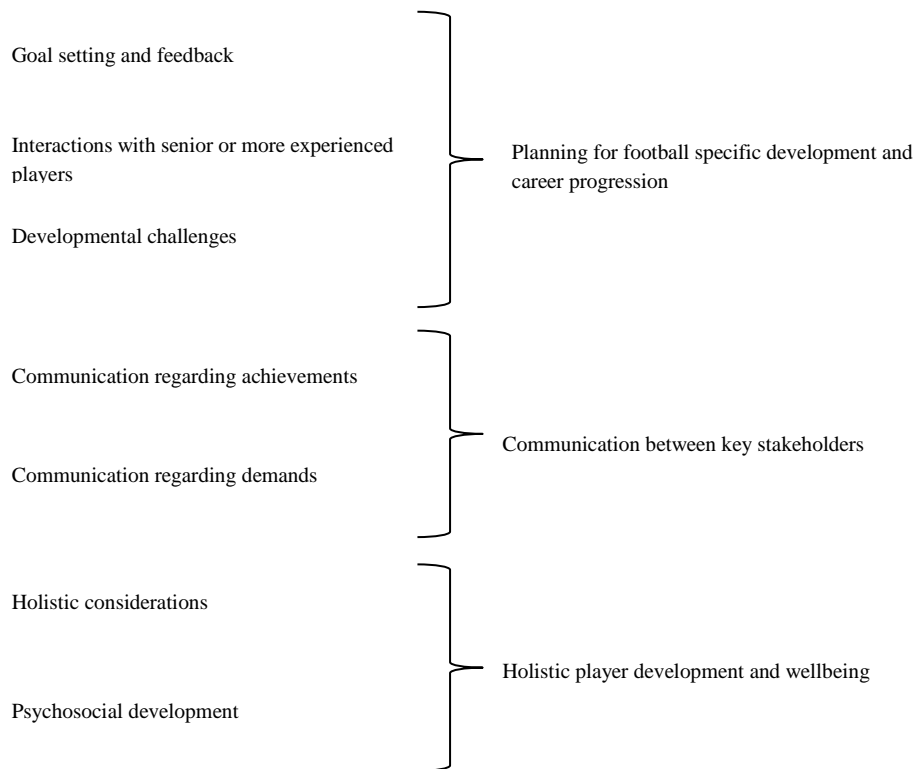 Goal setting and feedback
Interactions with senior or more experienced
players
Developmental challenges
Planning for football specific development and
career progression
Communication regarding achievements
Communication regarding demands
Communication between key stakeholders
Holistic considerations
Psychosocial development
Holistic player development and wellbeing